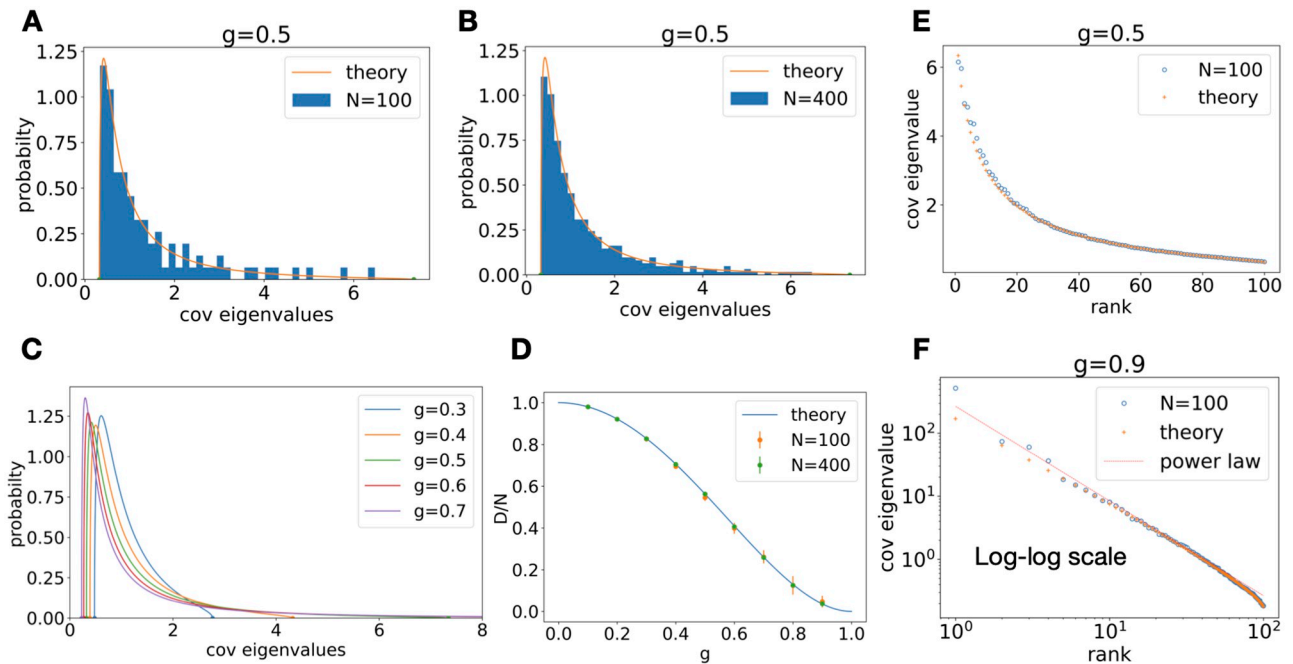 A
g=0.5
1.25
1.00
0.75
0.50
0.25
0.00
probabilty
0
2
4
6
cov eigenvalues
theory
N=100
B
g=0.5
1.25
1.00
0.75
0.50
0.25
0.00
probabilty
0
2
4
6
cov eigenvalues
theory
N=400
E
g=0.5
6
4
2
cov eigenvalue
0
20
40
60
80
100
rank
N=100
theory
C
1.25
1.00
0.75
0.50
0.25
0.00
probabilty
0
2
4
6
8
cov eigenvalues
g=0.3
g=0.4
g=0.5
g=0.6
g=0.7
D
1.0
0.8
0.6
0.4
0.2
0.0
D/N
0.0
0.2
0.4
0.6
0.8
1.0
g
theory
N=100
N=400
F
g=0.9
10²
10¹
10⁰
cov eigenvalue
10⁰
10¹
10²
rank
N=100
theory
power law
Log-log scale